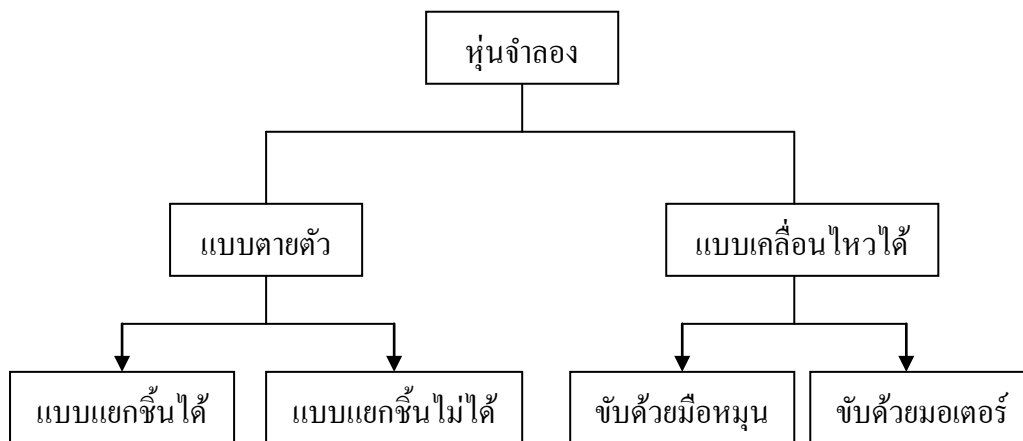 หุ่นจำลอง
แบบตายตัว
แบบเคลื่อนไหวได้
แบบแยกชิ้นได้
แบบแยกชิ้นไม่ได้
ขับด้วยมือหมุน
ขับด้วยมอเตอร์